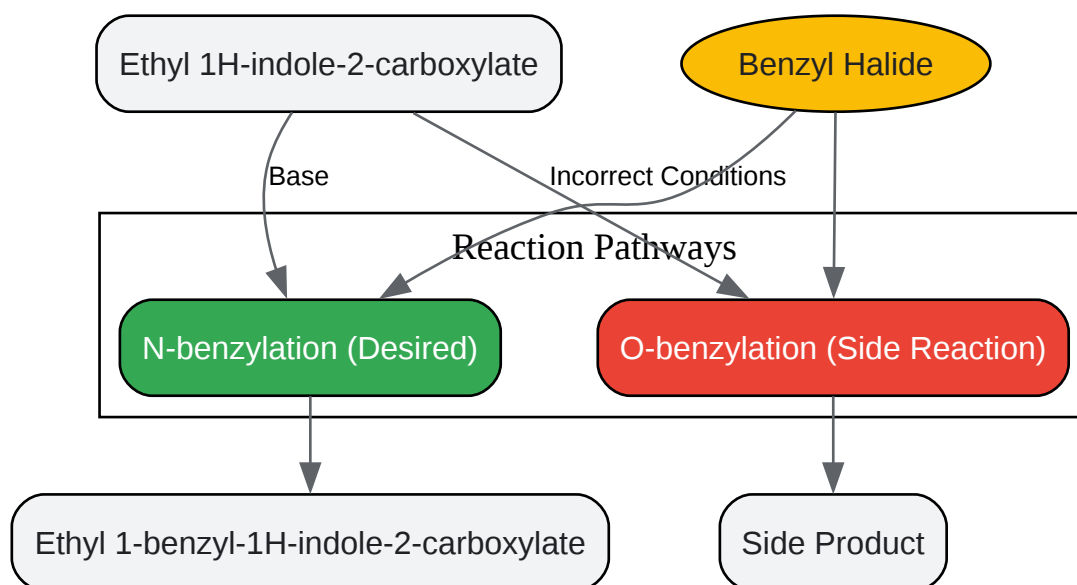 Ethyl 1H-indole-2-carboxylate
Benzyl Halide
Base
Incorrect Conditions
Reaction Pathways
N-benzylation (Desired)
O-benzylation (Side Reaction)
Ethyl 1-benzyl-1H-indole-2-carboxylate
Side Product